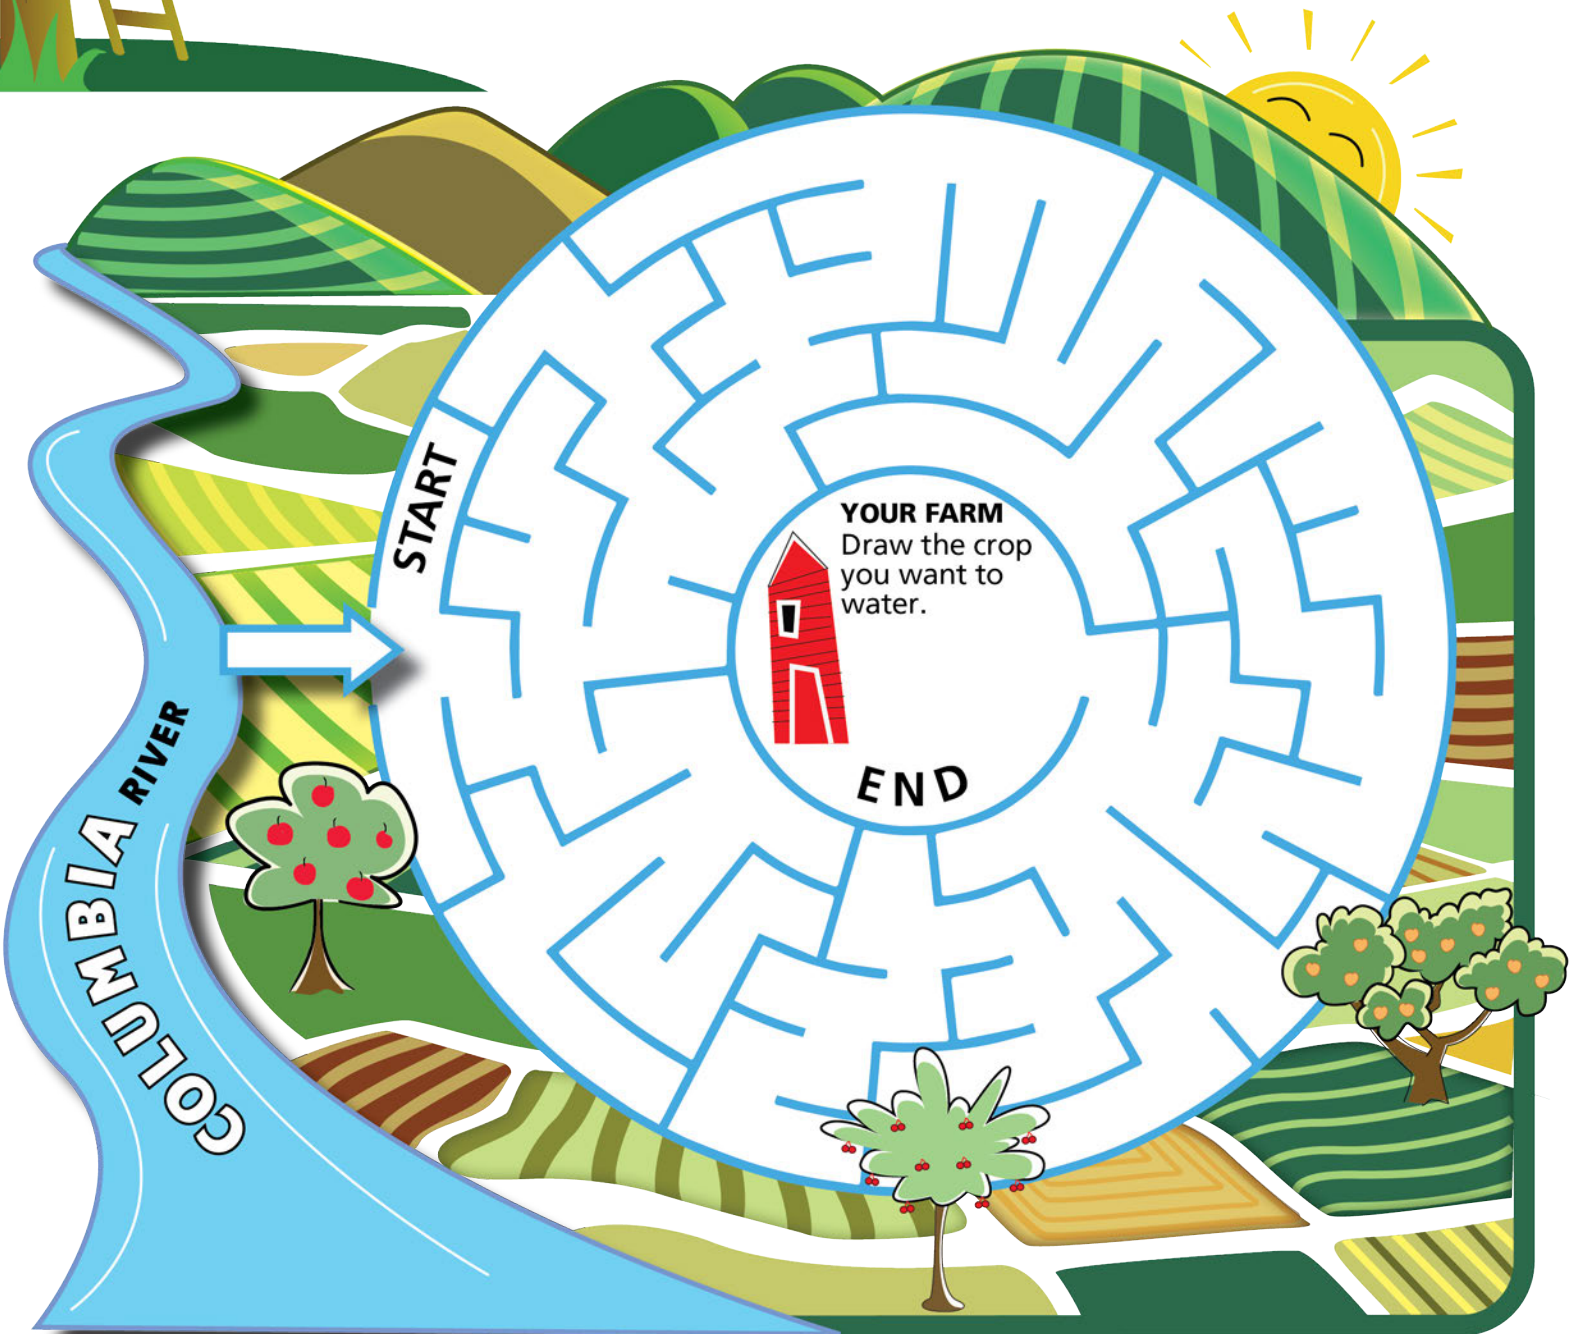 START
YOUR FARM
Draw the crop
you want to
water.
END
COLUMBIA RIVER